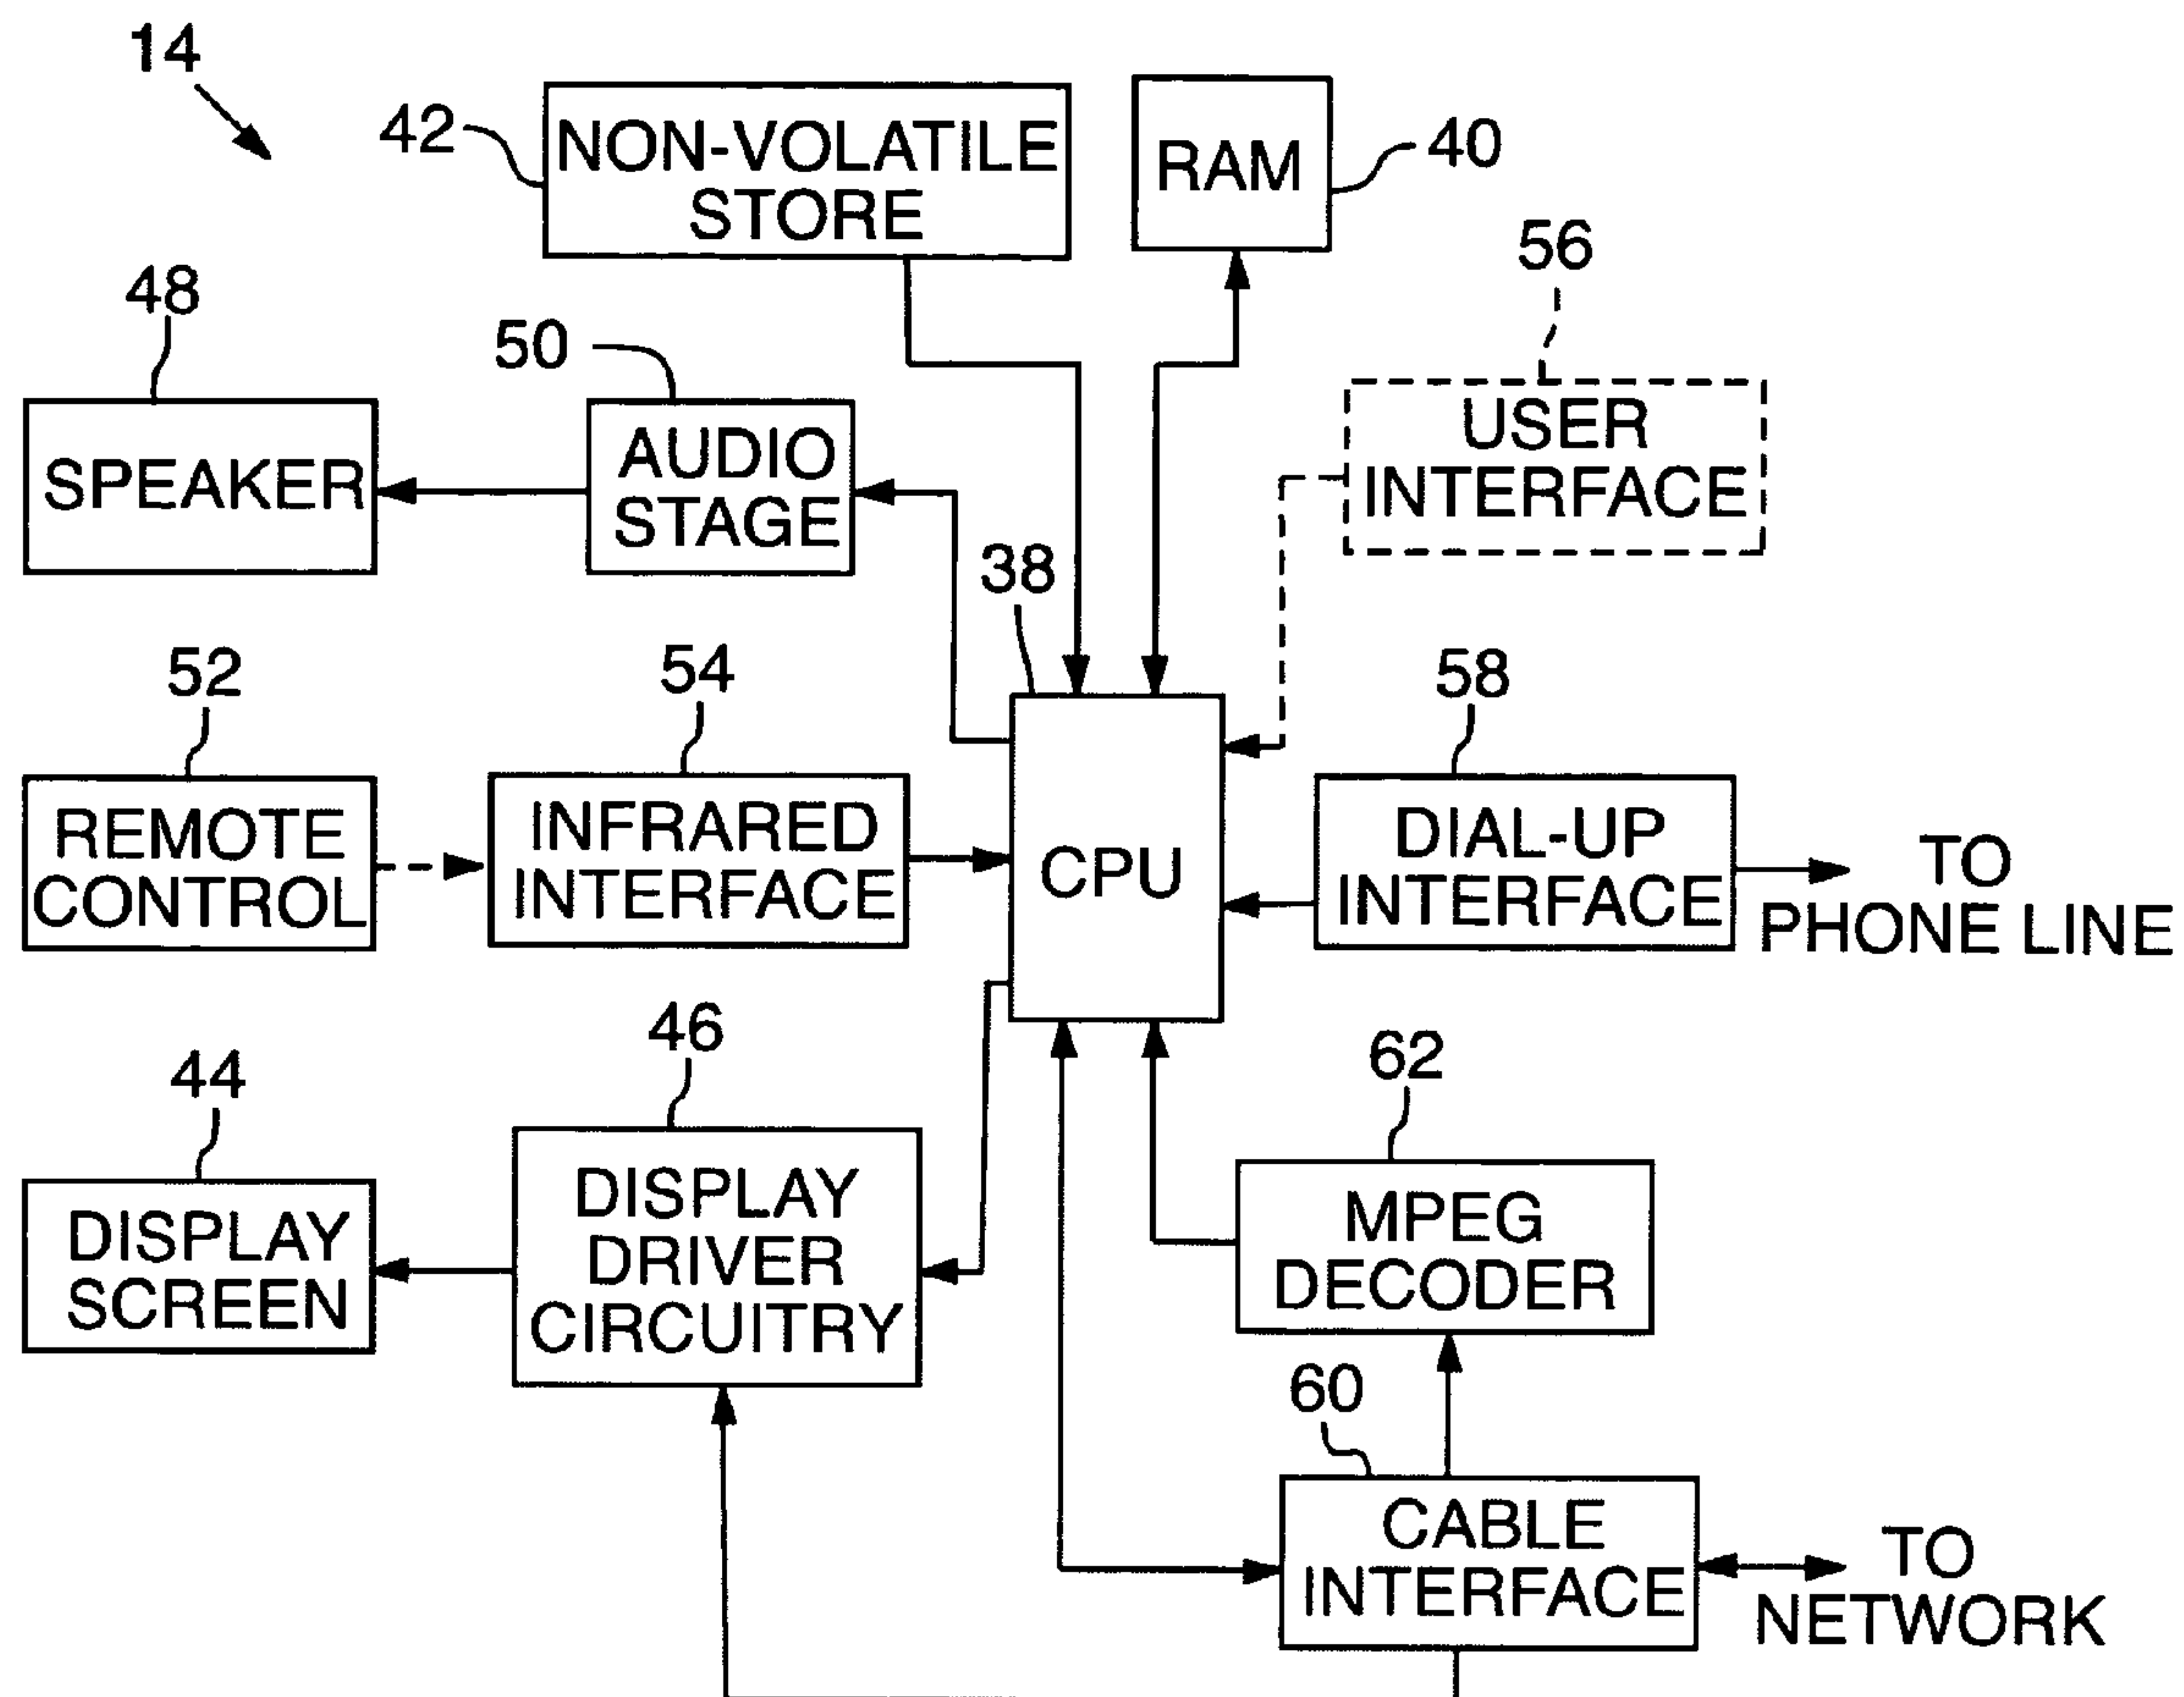 14
42
NON-VOLATILE
STORE
RAM
40
56
48
50
USER
INTERFACE
SPEAKER
AUDIO
STAGE
38
52
54
58
REMOTE
CONTROL
INFRARED
INTERFACE
CPU
DIAL-UP
INTERFACE
TO
PHONE LINE
44
46
62
DISPLAY
SCREEN
DISPLAY
DRIVER
CIRCUITRY
MPEG
DECODER
60
CABLE
INTERFACE
TO
NETWORK